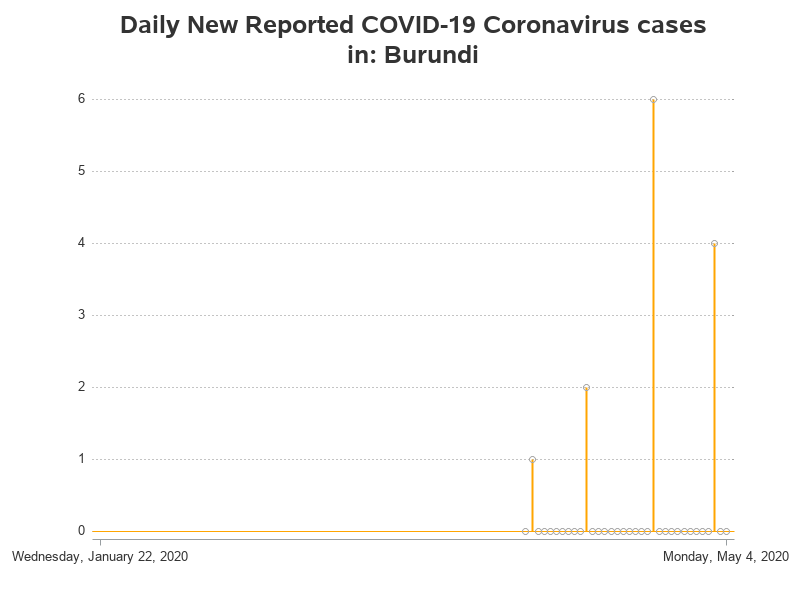 Daily New Reported COVID-19 Coronavirus cases
in: Burundi
6
5
4
3
2
1
0
Wednesday, January 22, 2020
Monday, May 4, 2020